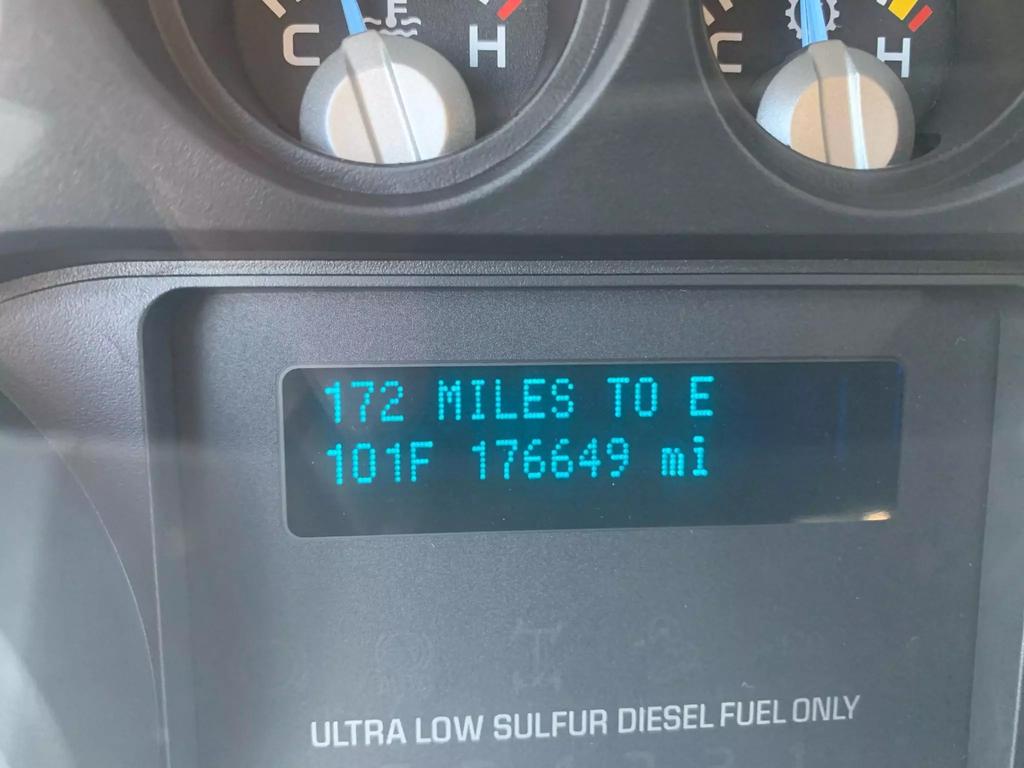 C H C H
172 MILES TO E
101F 176649 mi
ULTRA LOW SULFUR DIESEL FUEL ONLY